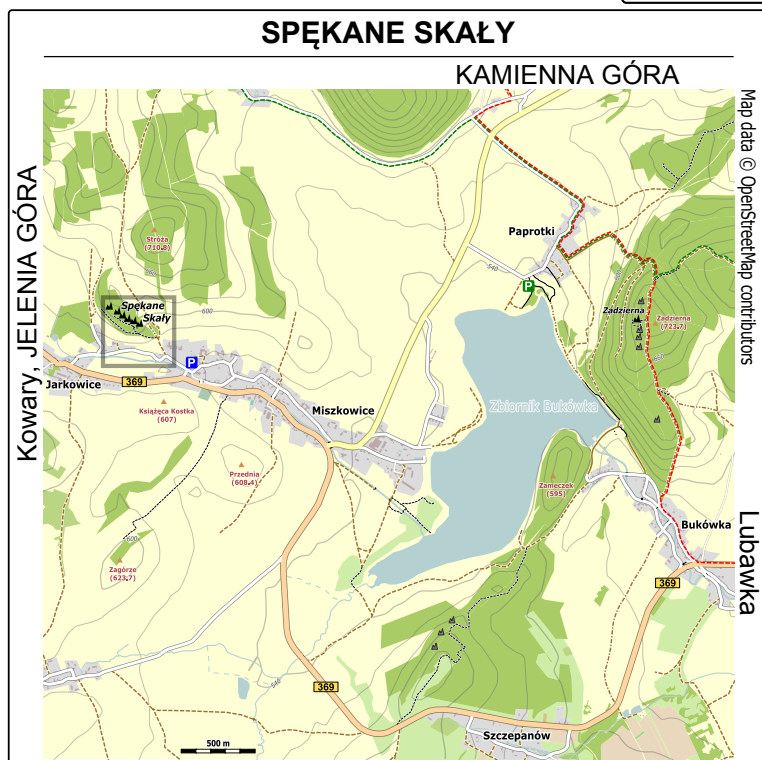 SPĘKANE SKAŁY
KAMIENNA GÓRA
Map data © OpenStreetMap contributors
Kowary, JELENIA GÓRA
Lubawka
Stróża
(710.8)
Paprotki
540
P
Spękane
Skały
600
Zadzierna
Zadzierna
(723.7)
P
Jarkowice
369
Książęca Kostka
(607)
Miszkowice
Zbiornik Bukówka
Przednia
(608.4)
Zameczek
(595)
Bukówka
600
Zagórze
(623.7)
369
540
369
Szczepanów
500 m